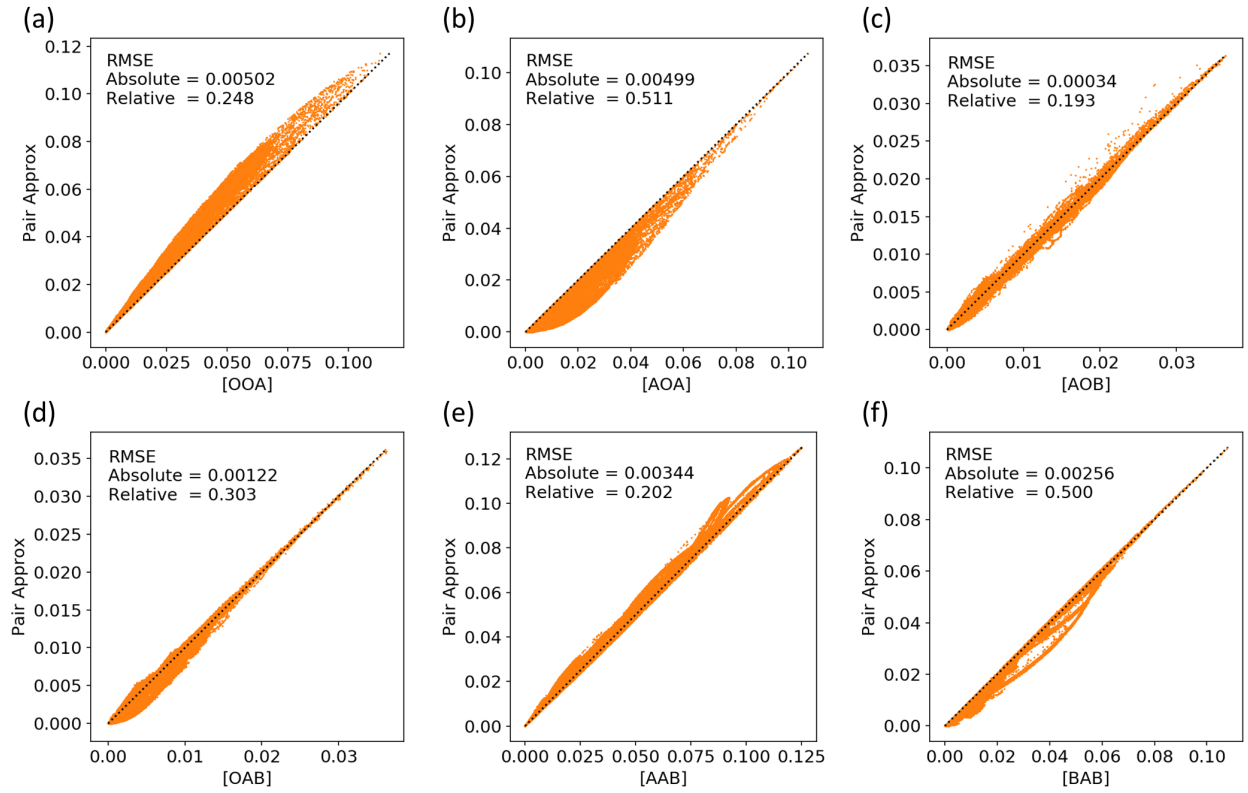 (a)
RMSE
Absolute = 0.00502
Relative = 0.248
Pair Approx
0.12
0.10
0.08
0.06
0.04
0.02
0.00
0.000 0.025 0.050 0.075 0.100
[OOA]
(b)
RMSE
Absolute = 0.00499
Relative = 0.511
Pair Approx
0.10
0.08
0.06
0.04
0.02
0.00
0.00 0.02 0.04 0.06 0.08 0.10
[AOA]
(c)
RMSE
Absolute = 0.00034
Relative = 0.193
Pair Approx
0.035
0.030
0.025
0.020
0.015
0.010
0.005
0.000
0.00 0.01 0.02 0.03
[AOB]
(d)
RMSE
Absolute = 0.00122
Relative = 0.303
Pair Approx
0.035
0.030
0.025
0.020
0.015
0.010
0.005
0.000
0.00 0.01 0.02 0.03
[OAB]
(e)
RMSE
Absolute = 0.00344
Relative = 0.202
Pair Approx
0.12
0.10
0.08
0.06
0.04
0.02
0.00
0.000 0.025 0.050 0.075 0.100 0.125
[AAB]
(f)
RMSE
Absolute = 0.00256
Relative = 0.500
Pair Approx
0.10
0.08
0.06
0.04
0.02
0.00
0.00 0.02 0.04 0.06 0.08 0.10
[BAB]